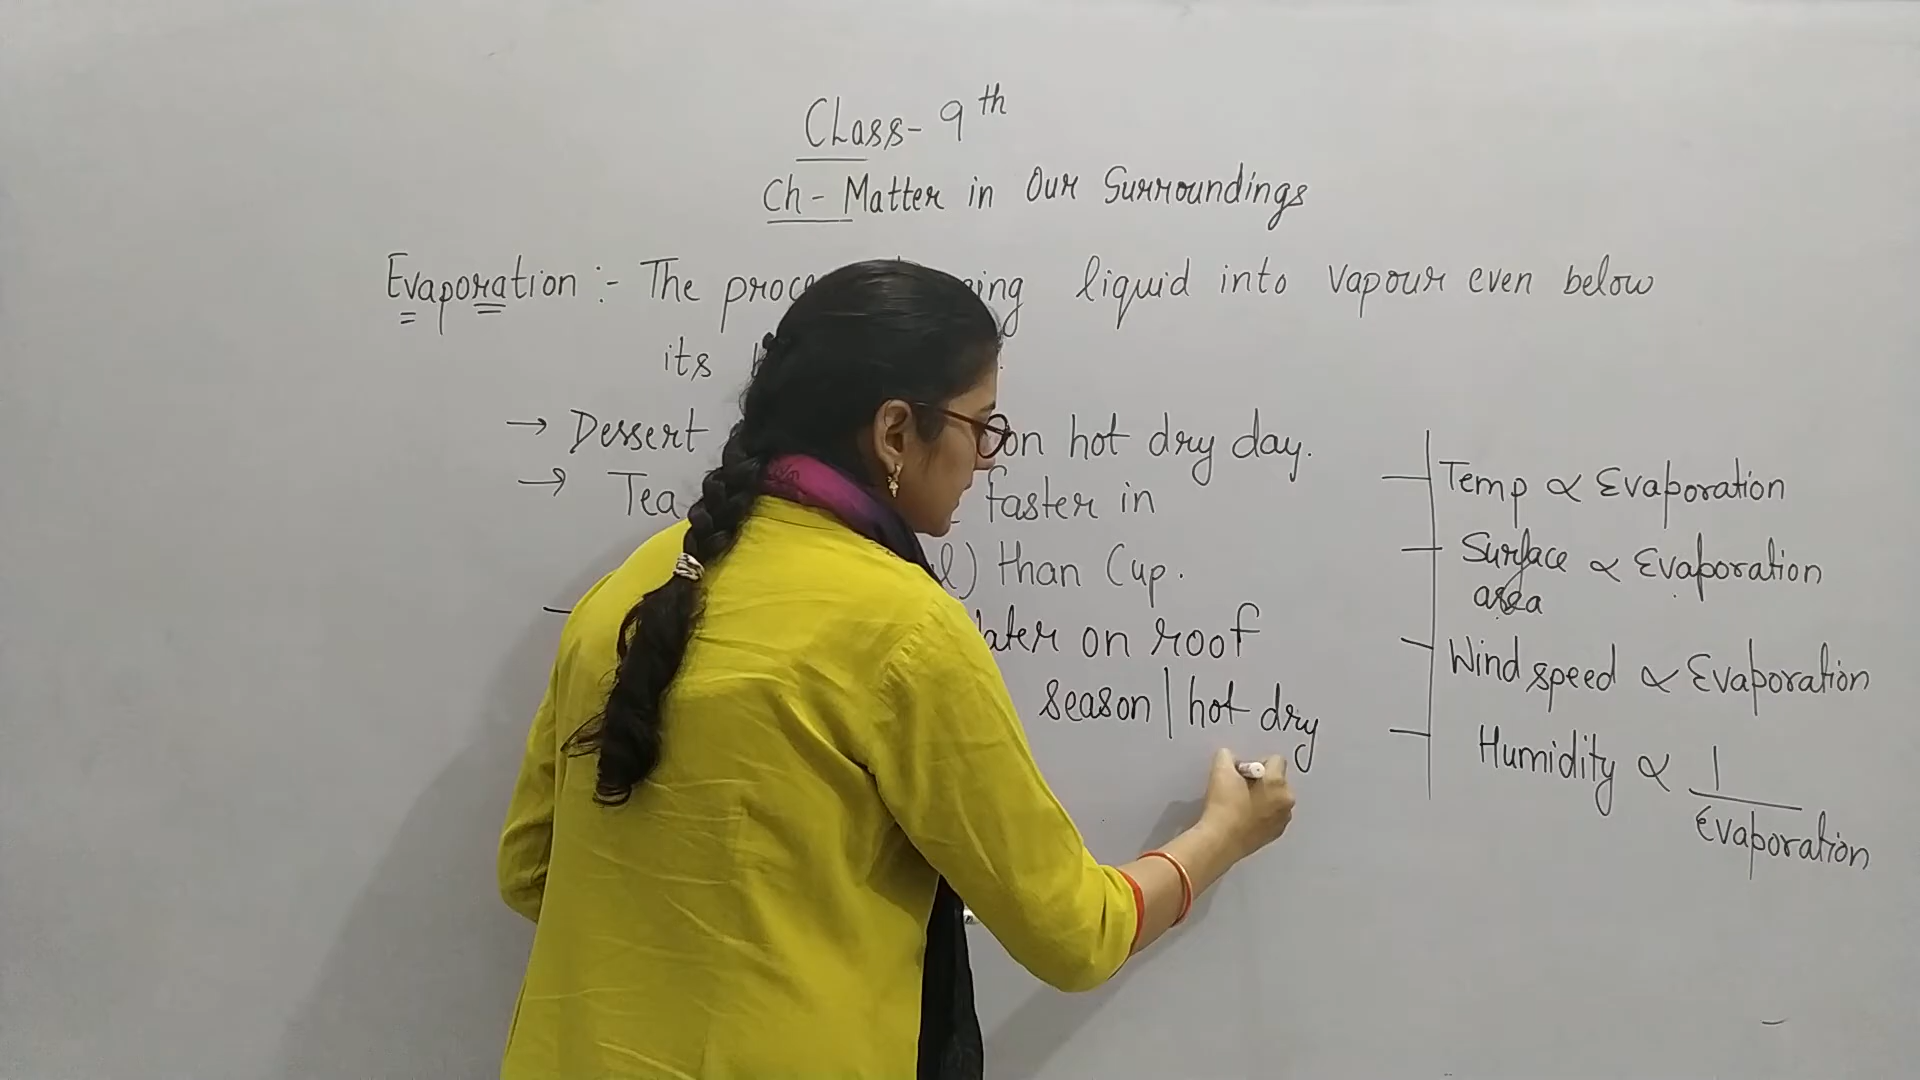 Class- 9th
Ch- Matter in Our Surroundings
Evaporation :- The liquid into vapour even below
its
→ Dessert on hot dry day.
→ Tea faster in
than Cup.
on roof
season | hot dry
Temp ∝ Evaporation
Surface ∝ Evaporation
area
Wind speed ∝ Evaporation
Humidity ∝ 1
Evaporation